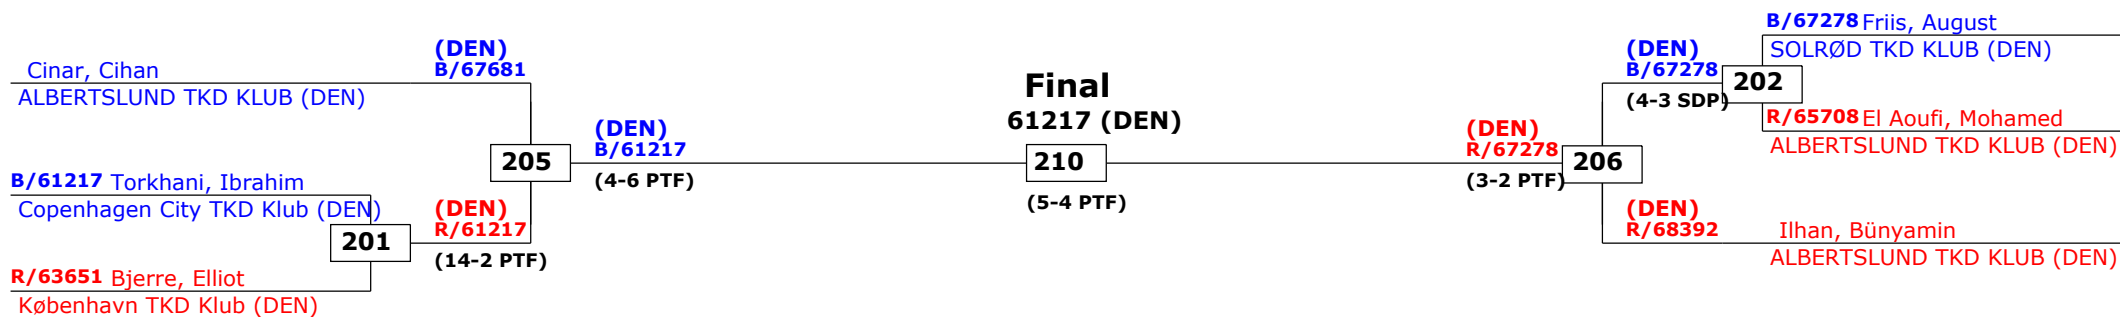 Cinar, Cihan
ALBERTSLUND TKD KLUB (DEN)
(DEN)
B/67681
B/61217 Torkhani, Ibrahim
Copenhagen City TKD Klub (DEN)
201
R/63651 Bjerre, Elliot
København TKD Klub (DEN)
(DEN)
R/61217
(14-2 PTF)
205
(DEN)
B/61217
(4-6 PTF)
Final
61217 (DEN)
210
(5-4 PTF)
(DEN)
R/67278
(3-2 PTF)
206
(DEN)
B/67278
(4-3 SDP)
202
B/67278 Friis, August
SOLRØD TKD KLUB (DEN)
R/65708 El Aoufi, Mohamed
ALBERTSLUND TKD KLUB (DEN)
(DEN)
R/68392
Ilhan, Bünyamin
ALBERTSLUND TKD KLUB (DEN)